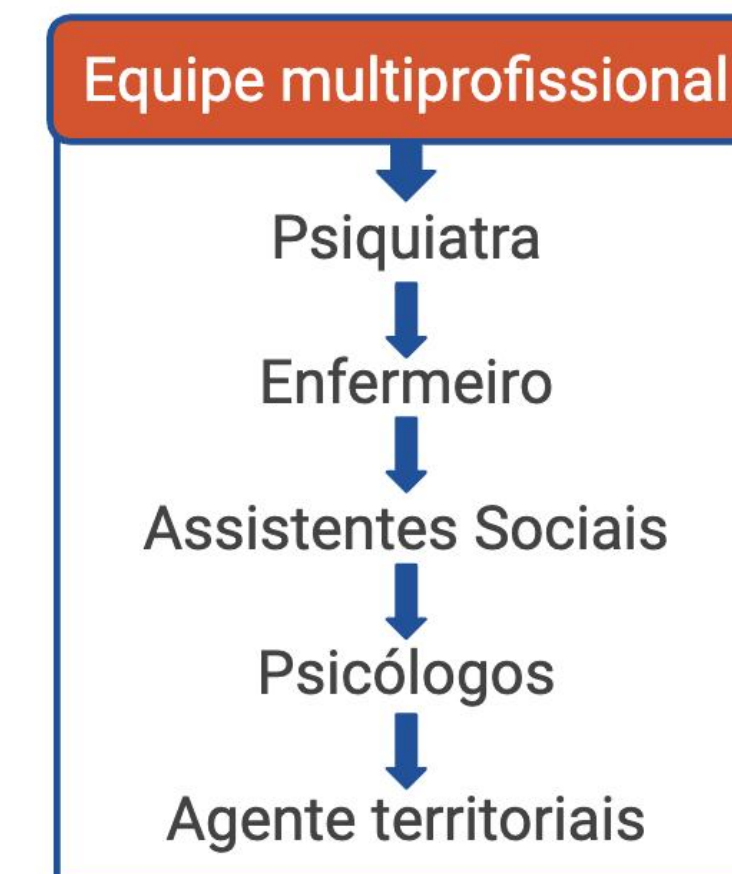 Equipe multiprofissional
Psiquiatra
Enfermeiro
Assistentes Sociais
Psicólogos
Agente territoriais